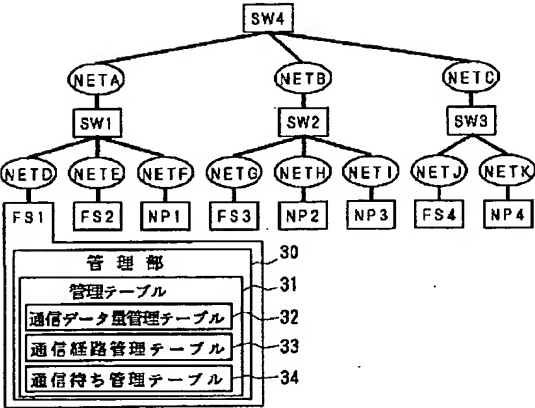 SW4
NETA NETB NETC
SW1 SW2 SW3
NETD NETE NETF NETG NETH NETI NETJ NETK
FS1 FS2 NP1 FS3 NP2 NP3 FS4 NP4
管理部 30
管理テーブル 31
通信データ量管理テーブル 32
通信経路管理テーブル 33
通信待ち管理テーブル 34